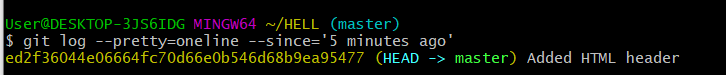 User@DESKTOP-3JS6IDG MINGW64 ~/HELL (master)
$ git log --pretty=oneline --since='5 minutes ago'
ed2f36044e06664fc70d66e0b546d68b9ea95477 (HEAD -> master) Added HTML header